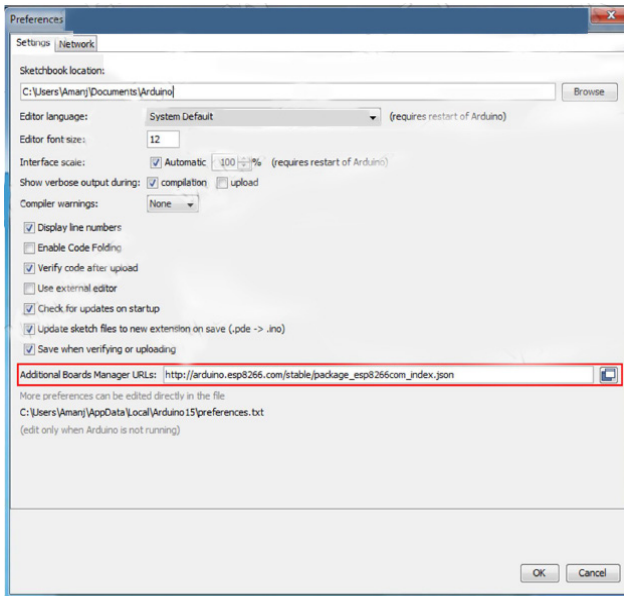 Preferences
Settings Network
Sketchbook location:
C:\Users\Amanj\Documents\Arduino Browse
Editor language: System Default (requires restart of Arduino)
Editor font size: 12
Interface scale: Automatic 100 % (requires restart of Arduino)
Show verbose output during: compilation upload
Compiler warnings: None
Display line numbers
Enable Code Folding
Verify code after upload
Use external editor
Check for updates on startup
Update sketch files to new extension on save (.pde -> .ino)
Save when verifying or uploading
Additional Boards Manager URLs: http://arduino.esp8266.com/stable/package_esp8266com_index.json
More preferences can be edited directly in the file
C:\Users\Amanj\AppData\Local\Arduino15\preferences.txt
(edit only when Arduino is not running)
OK Cancel